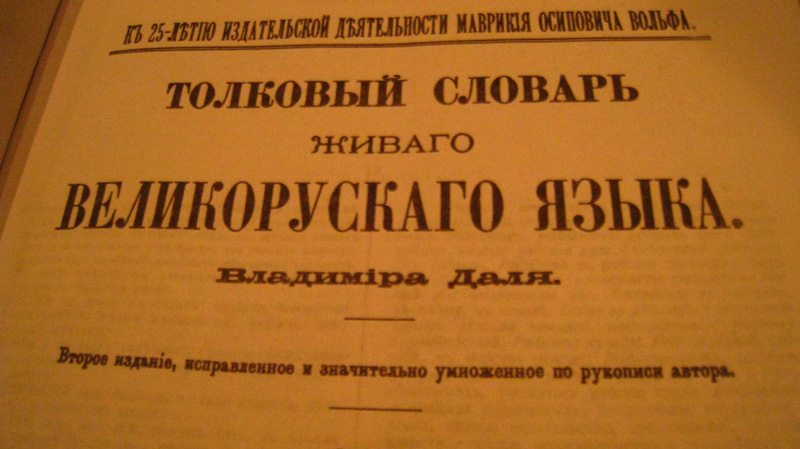 КЪ 25-ЛѢТІЮ ИЗДАТЕЛЬСКОЙ ДѢЯТЕЛЬНОСТИ МАВРИКІЯ ОСИПОВИЧА ВОЛЬФА.
ТОЛКОВЫЙ СЛОВАРЬ
ЖИВАГО
ВЕЛИКОРУСКАГО ЯЗЫКА.
Владиміра Даля.
Второе изданіе, исправленное и значительно умноженное по рукописи автора.